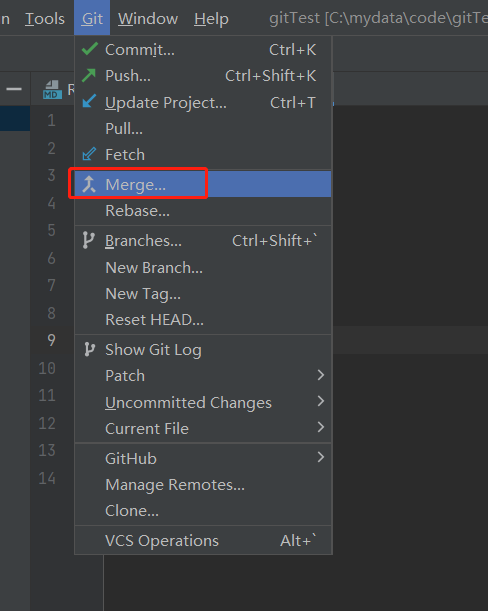 n Tools Git Window Help gitTest [C:\mydata\code\gitTe
MD R
Commit... Ctrl+K
Push... Ctrl+Shift+K
Update Project... Ctrl+T
Pull...
Fetch
Merge...
Rebase...
Branches... Ctrl+Shift+`
New Branch...
New Tag...
Reset HEAD...
Show Git Log
Patch
Uncommitted Changes
Current File
GitHub
Manage Remotes...
Clone...
VCS Operations Alt+`
1
2
3
4
5
6
7
8
9
10
11
12
13
14